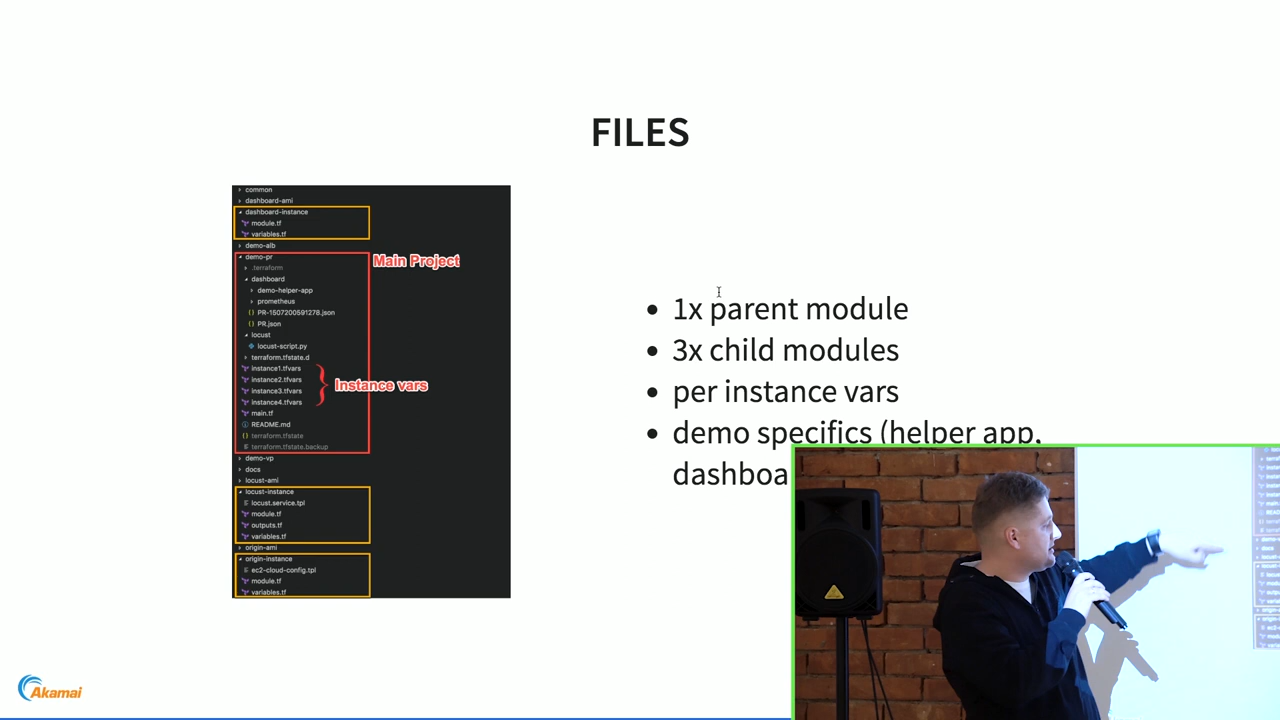 FILES
common
dashboard-ami
dashboard-instance
module.tf
variables.tf
demo-alb
demo-pr
Main Project
.terraform
dashboard
demo-helper-app
prometheus
PR-1507200591278.json
PR.json
locust
locust-script.py
terraform.tfstate.d
instance1.tfvars
instance2.tfvars
Instance vars
instance3.tfvars
instance4.tfvars
main.tf
README.md
terraform.tfstate
terraform.tfstate.backup
demo-vp
docs
locust-ami
locust-instance
locust.service.tpl
module.tf
outputs.tf
variables.tf
origin-ami
origin-instance
ec2-cloud-config.tpl
module.tf
variables.tf
1x parent module
3x child modules
per instance vars
demo specifics (helper app,
dashboa
Akamai